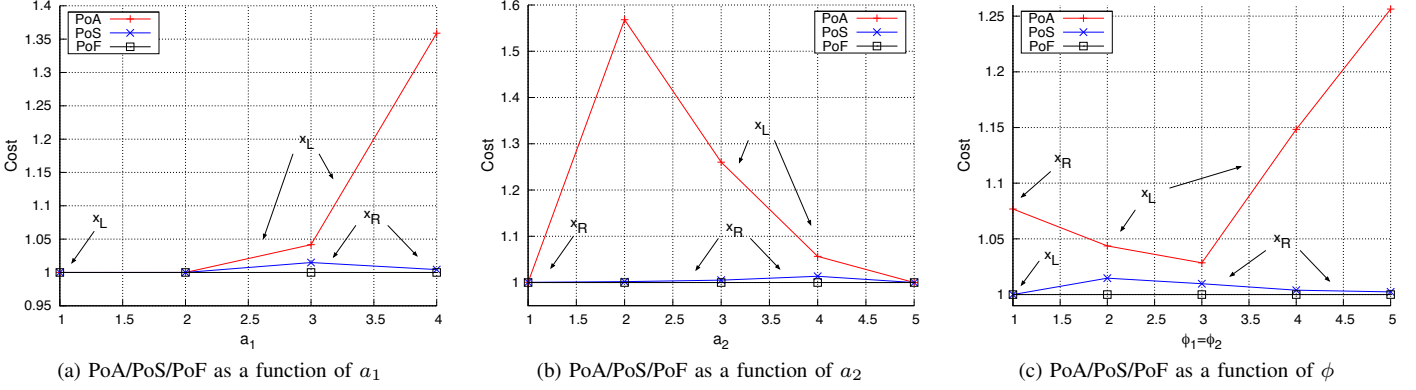 1.4
1.35
1.3
1.25
1.2
1.15
1.1
1.05
1
0.95
Cost
PoA
PoS
PoF
x_L
x_L
x_R
1 1.5 2 2.5 3 3.5 4
a_1
(a) PoA/PoS/PoF as a function of a_1
1.6
1.5
1.4
1.3
1.2
1.1
1
Cost
PoA
PoS
PoF
x_L
x_R
x_R
1 1.5 2 2.5 3 3.5 4 4.5 5
a_2
(b) PoA/PoS/PoF as a function of a_2
1.25
1.2
1.15
1.1
1.05
1
Cost
PoA
PoS
PoF
x_R
x_L
x_L
x_R
1 1.5 2 2.5 3 3.5 4 4.5 5
ϕ_1=ϕ_2
(c) PoA/PoS/PoF as a function of ϕ